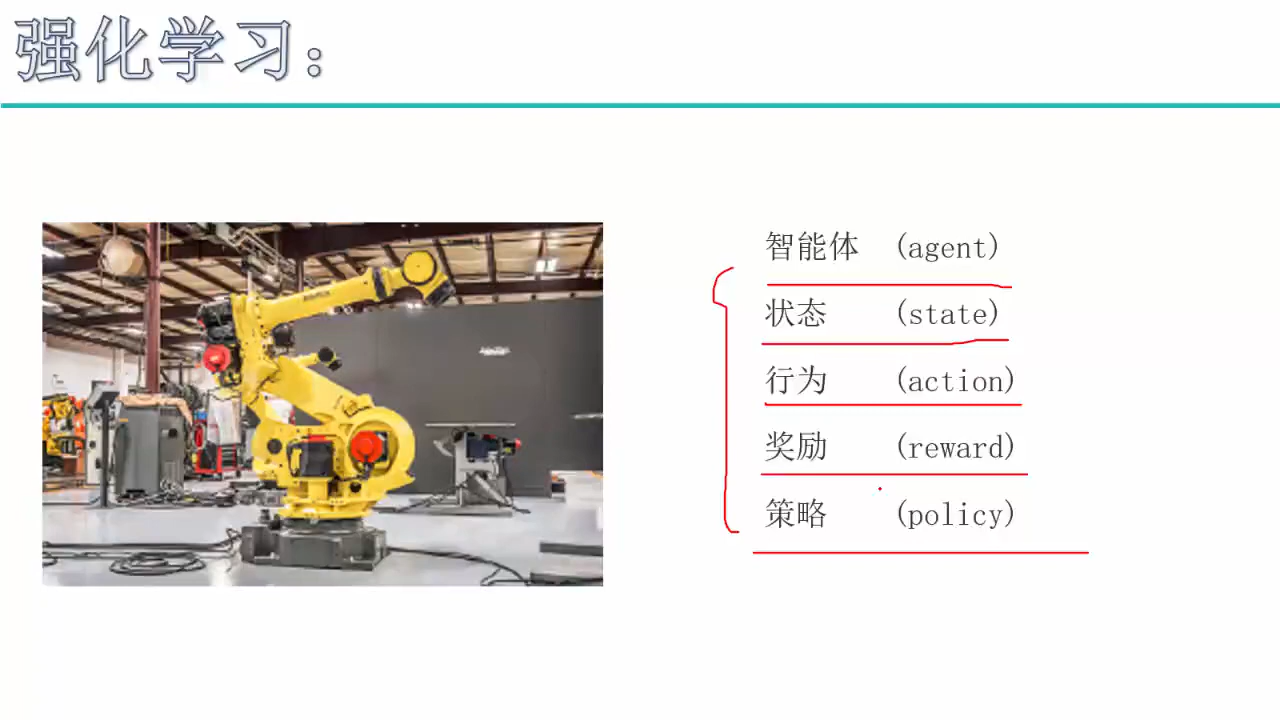 强化学习：
智能体 (agent)
状态 (state)
行为 (action)
奖励 (reward)
策略 (policy)